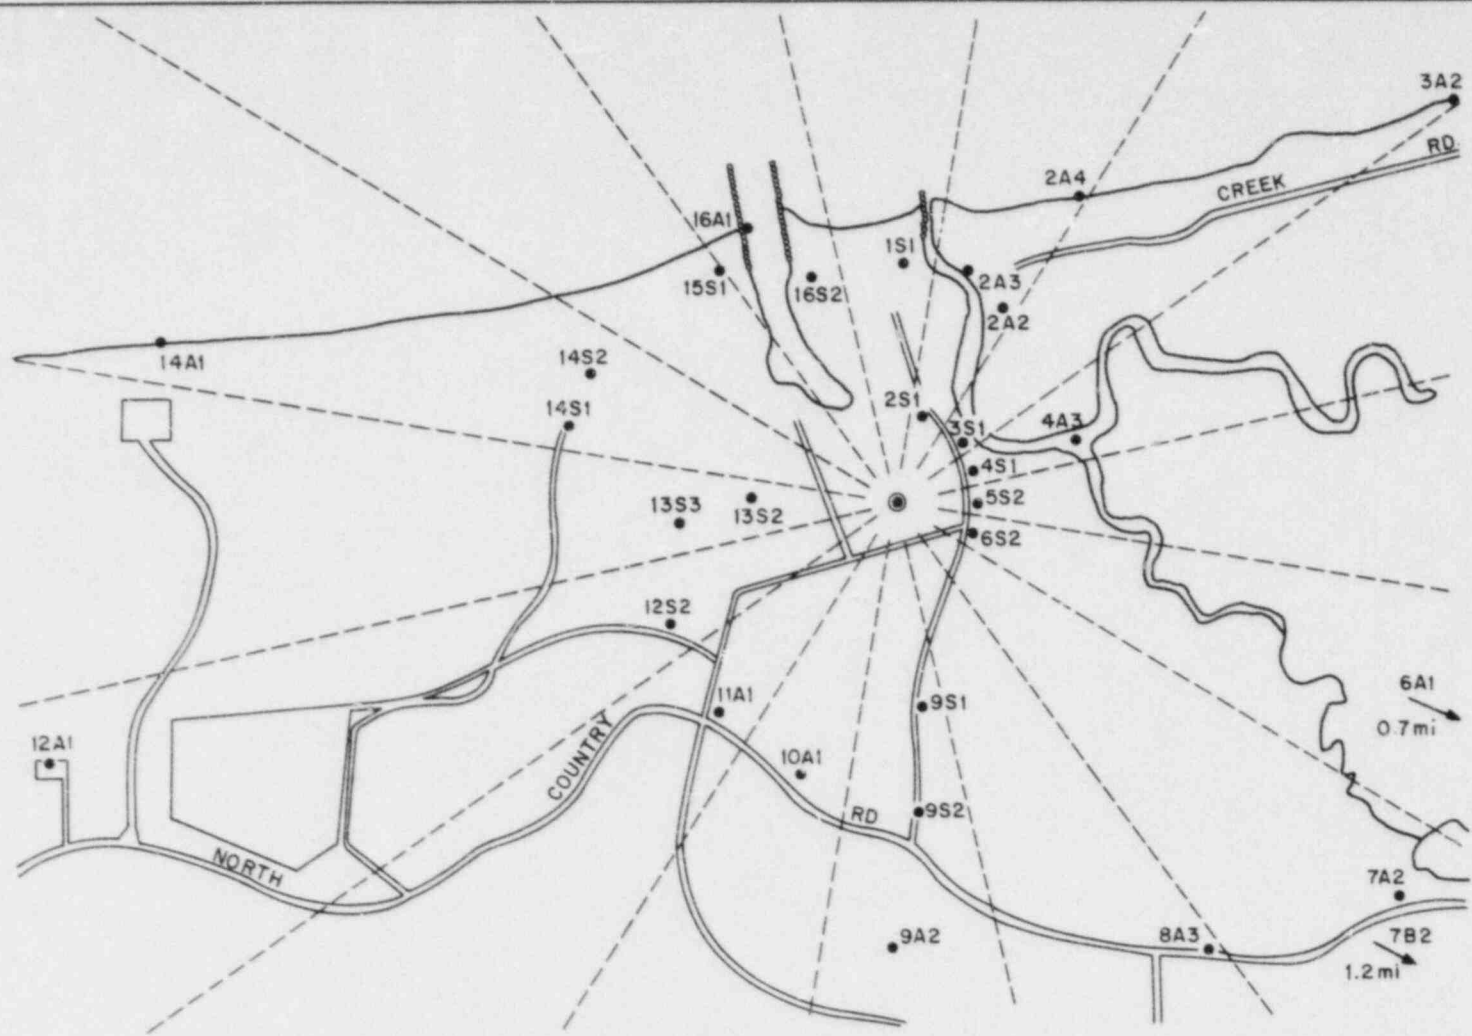 3A2
RD
CREEK
2A4
16A1
1S1
15S1
16S2
2A3
2A2
14A1
14S2
14S1
2S1
3S1
4A3
4S1
13S3
13S2
5S2
6S2
12S2
11A1
9S1
6A1
0.7mi
12A1
COUNTRY
10A1
9S2
RD
NORTH
7A2
9A2
8A3
7B2
1.2mi